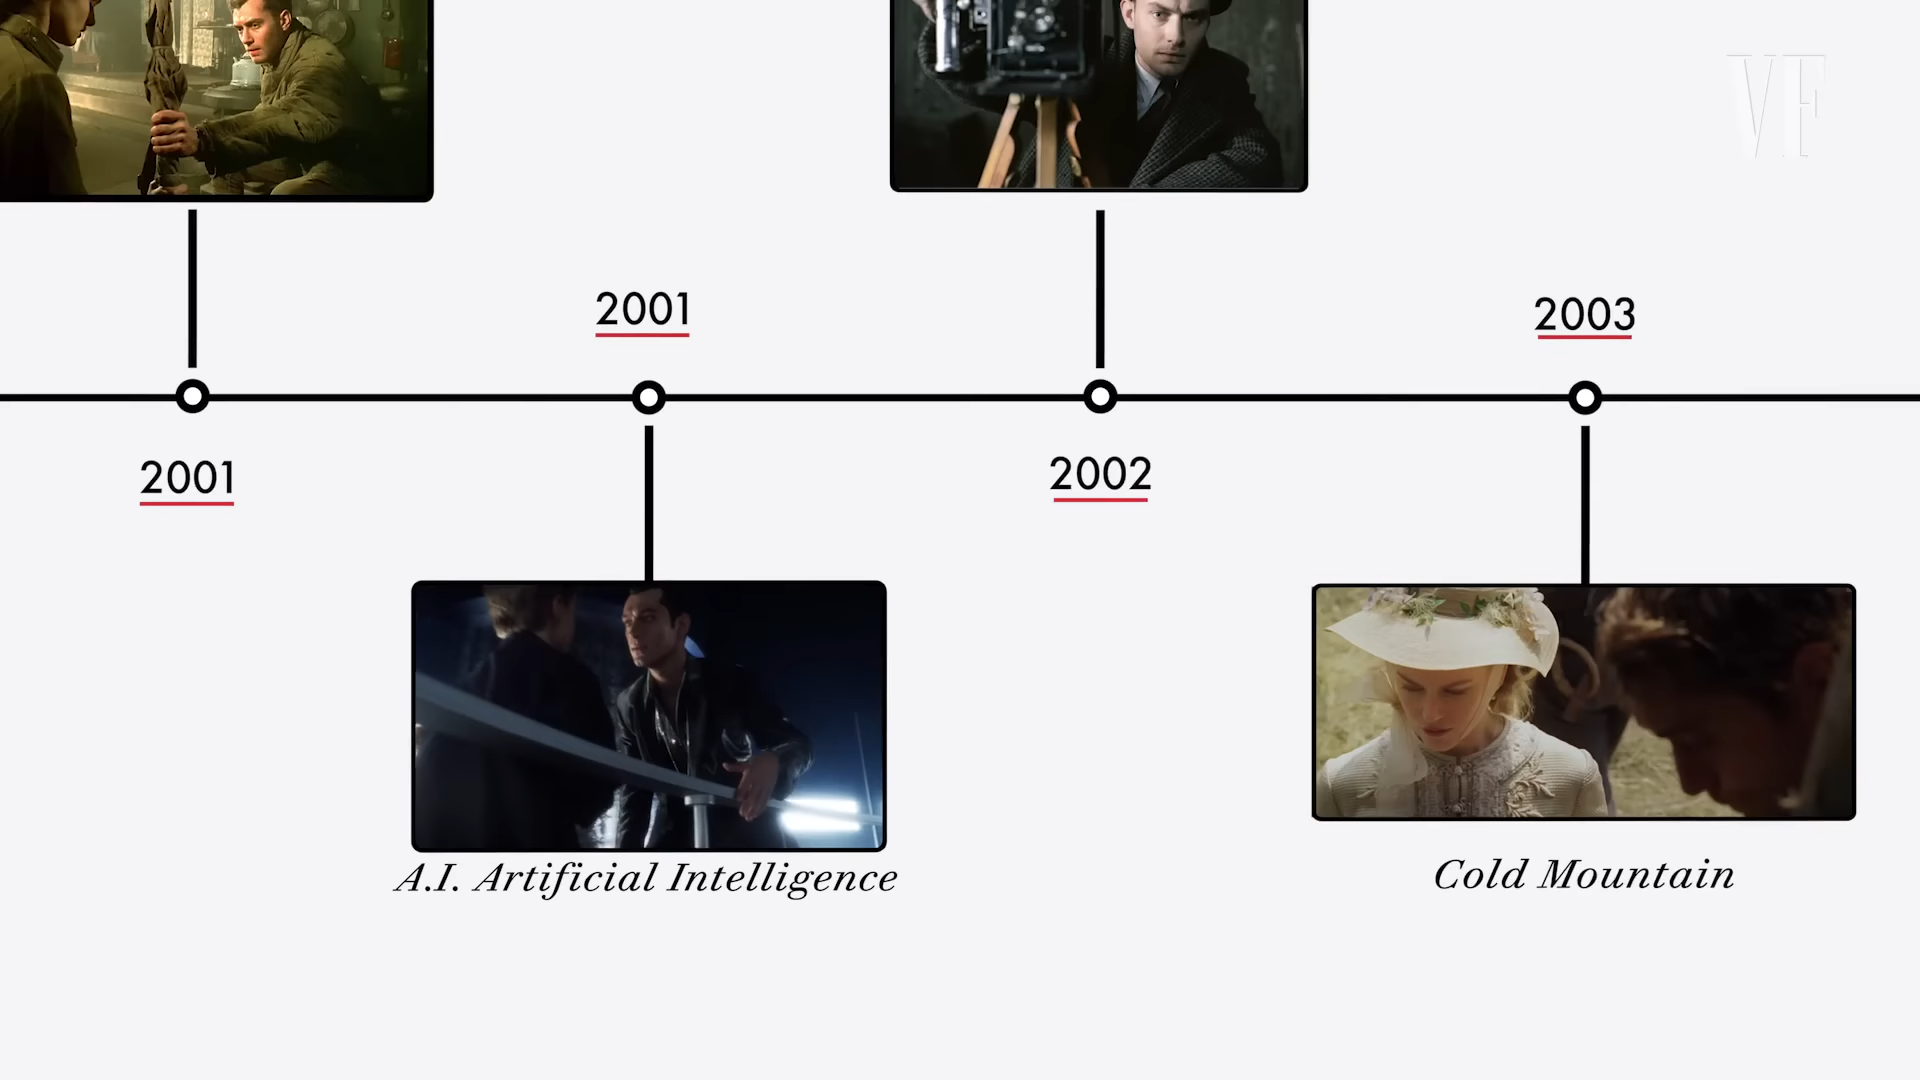 VF
2001
2003
2001
2002
A.I. Artificial Intelligence
Cold Mountain